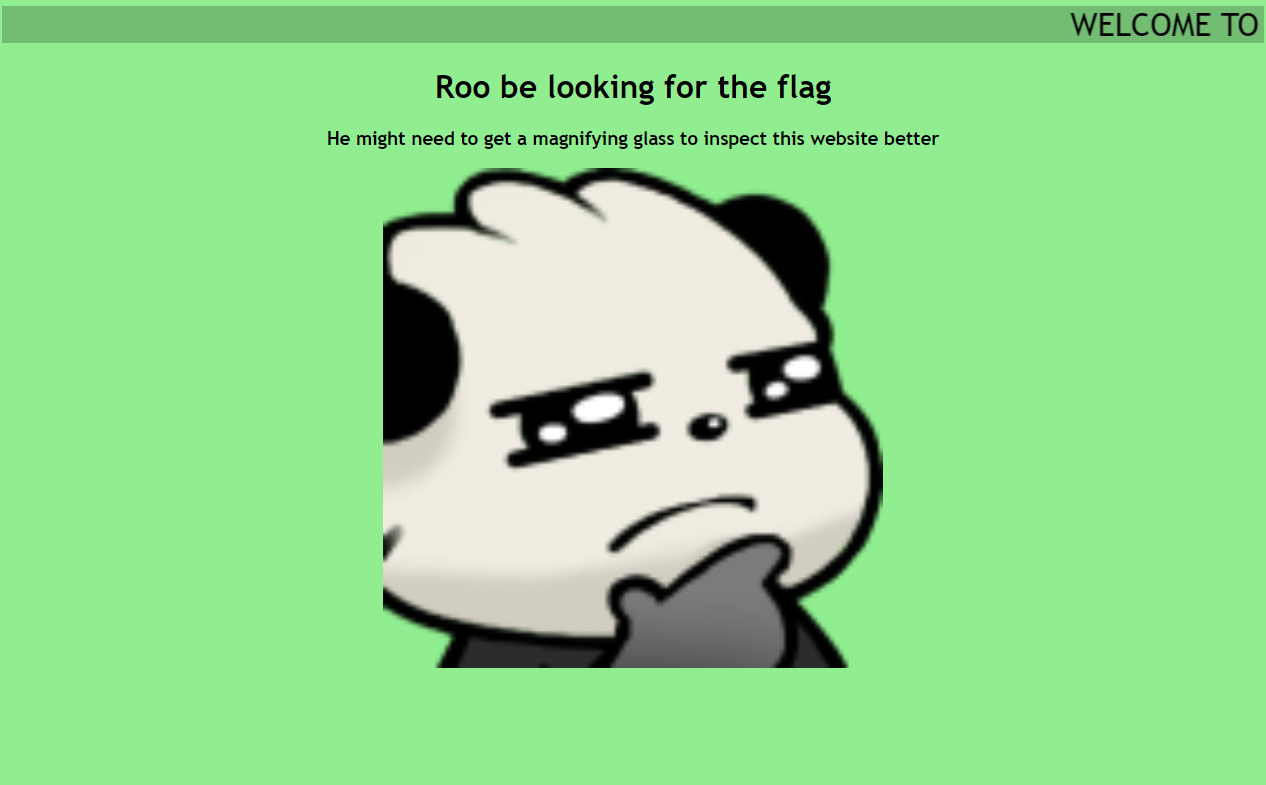 WELCOME TO
Roo be looking for the flag
He might need to get a magnifying glass to inspect this website better